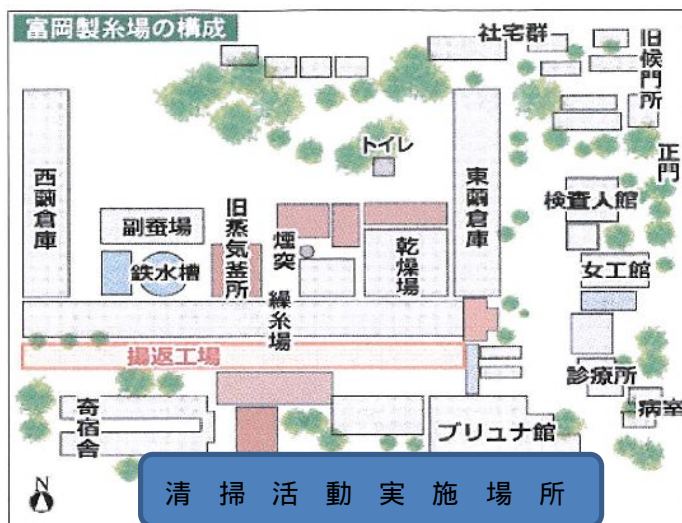 富岡製糸場の構成
社宅群
旧候門所
正門
トイレ
西繭倉庫
東繭倉庫
検査人館
副蚕場
旧蒸気釜所
煙突
乾燥場
鉄水槽
女工館
繰糸場
揚返工場
診療所
病室
寄宿舎
ブリュナ館
N
清掃活動実施場所